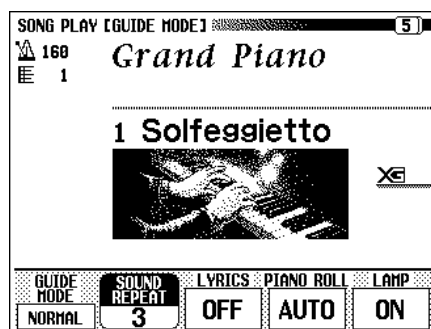 SONG PLAY [GUIDE MODE] 5
160
1
Grand Piano
1 Solfeggietto
XG
GUIDE MODE
NORMAL
SOUND REPEAT
3
LYRICS
OFF
PIANO ROLL
AUTO
LAMP
ON